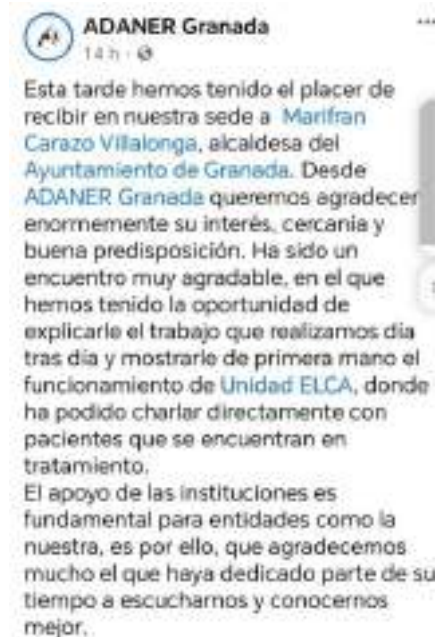 ADANER Granada
14 h
Esta tarde hemos tenido el placer de
recibir en nuestra sede a Marifran
Carazo Villalonga, alcaldesa del
Ayuntamiento de Granada. Desde
ADANER Granada queremos agradecer
enormemente su interés, cercanía y
buena predisposición. Ha sido un
encuentro muy agradable, en el que
hemos tenido la oportunidad de
explicarle el trabajo que realizamos día
tras día y mostrarle de primera mano el
funcionamiento de Unidad ELCA, donde
ha podido charlar directamente con
pacientes que se encuentran en
tratamiento.
El apoyo de las instituciones es
fundamental para entidades como la
nuestra, es por ello, que agradecemos
mucho el que haya dedicado parte de su
tiempo a escucharnos y conocernos
mejor.